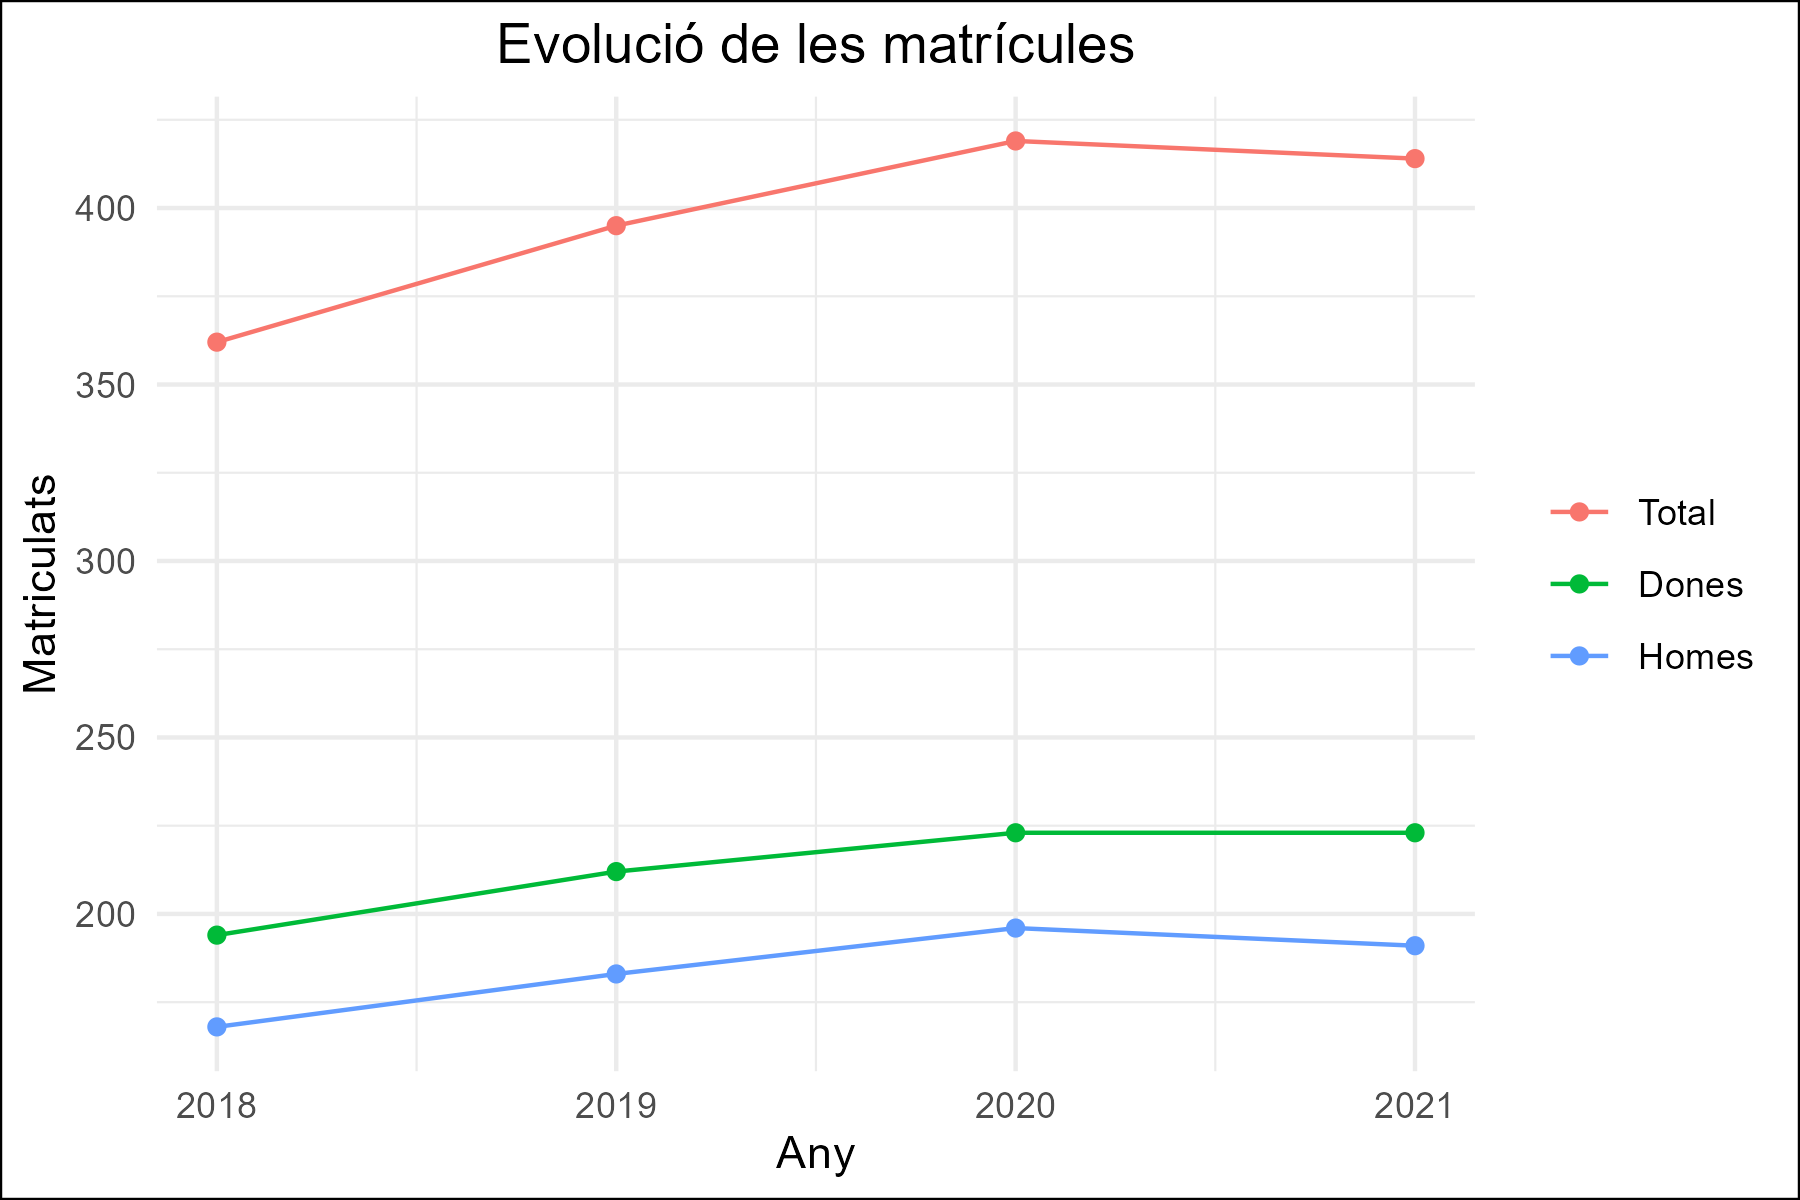 Evolució de les matrícules
Matriculats
400
350
300
250
200
2018
2019
2020
2021
Any
Total
Dones
Homes